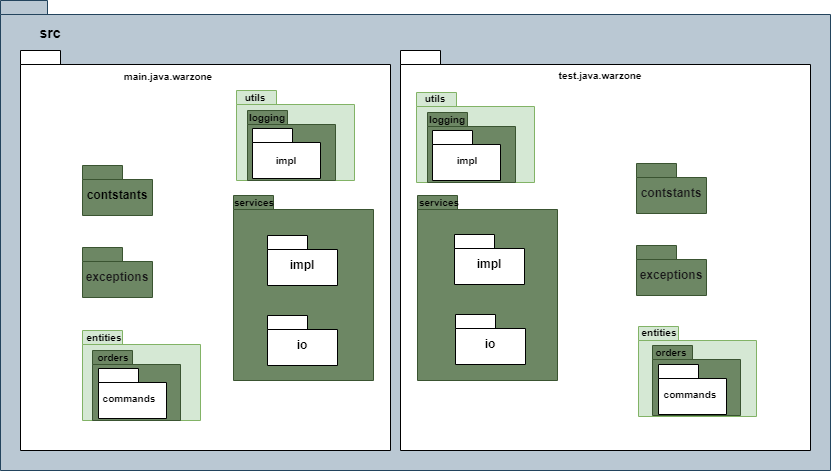 src
main.java.warzone
utils
logging
impl
contstants
services
exceptions
impl
io
entities
orders
commands
test.java.warzone
utils
logging
impl
contstants
services
impl
exceptions
io
entities
orders
commands